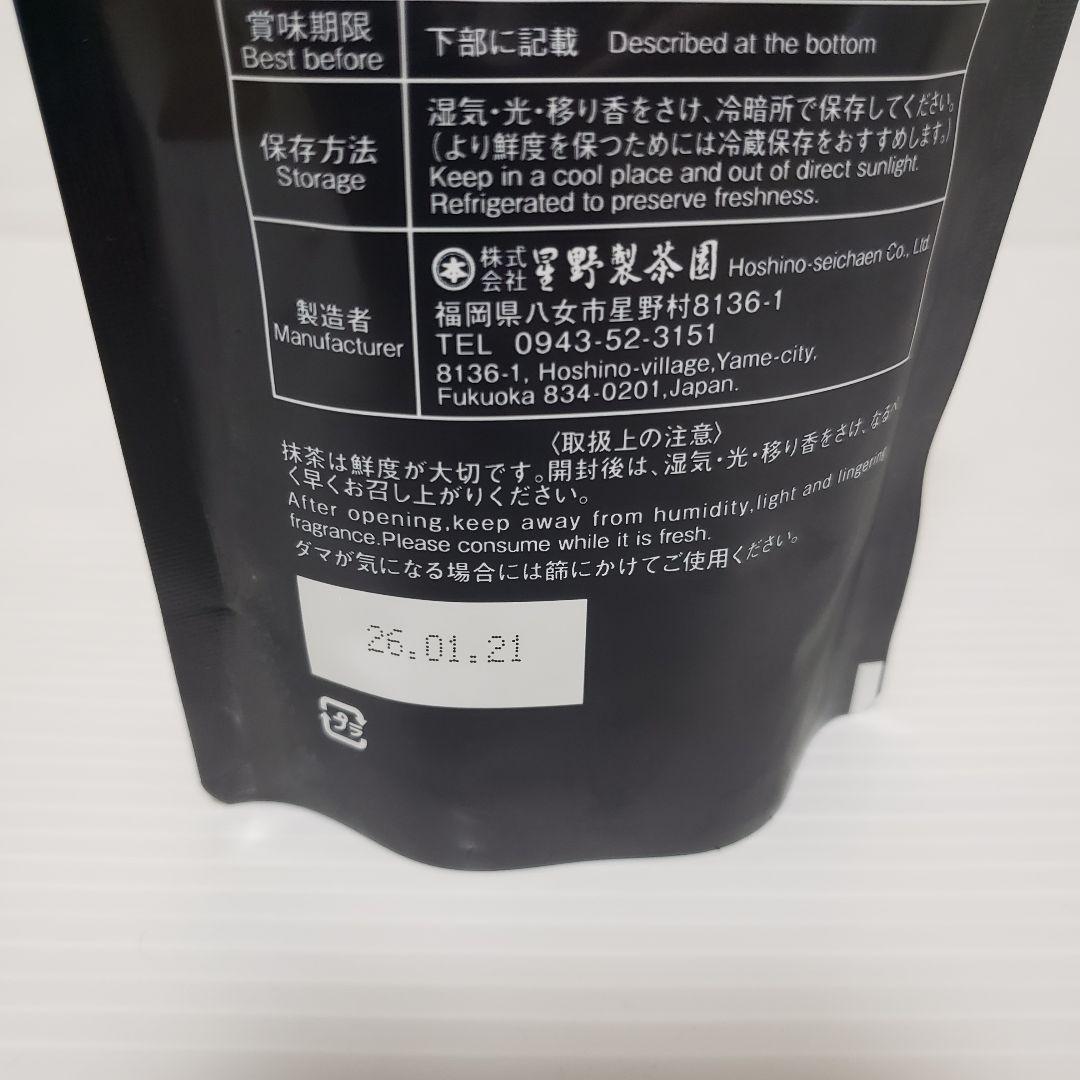 賞味期限
Best before
下部に記載 Described at the bottom
保存方法
Storage
湿気・光・移り香をさけ、冷暗所で保存してください。
(より鮮度を保つためには冷蔵保存をおすすめします。)
Keep in a cool place and out of direct sunlight.
Refrigerated to preserve freshness.
製造者
Manufacturer
本 株式会社 星野製茶園 Hoshino-seichaen Co., Ltd.
福岡県八女市星野村8136-1
TEL 0943-52-3151
8136-1, Hoshino-village,Yame-city,
Fukuoka 834-0201,Japan.
〈取扱上の注意〉
抹茶は鮮度が大切です。開封後は、湿気・光・移り香をさけ、なるべ
く早くお召し上がりください。
After opening,keep away from humidity,light and lingering
fragrance.Please consume while it is fresh.
ダマが気になる場合には篩にかけてご使用ください。
26.01.21
プラ